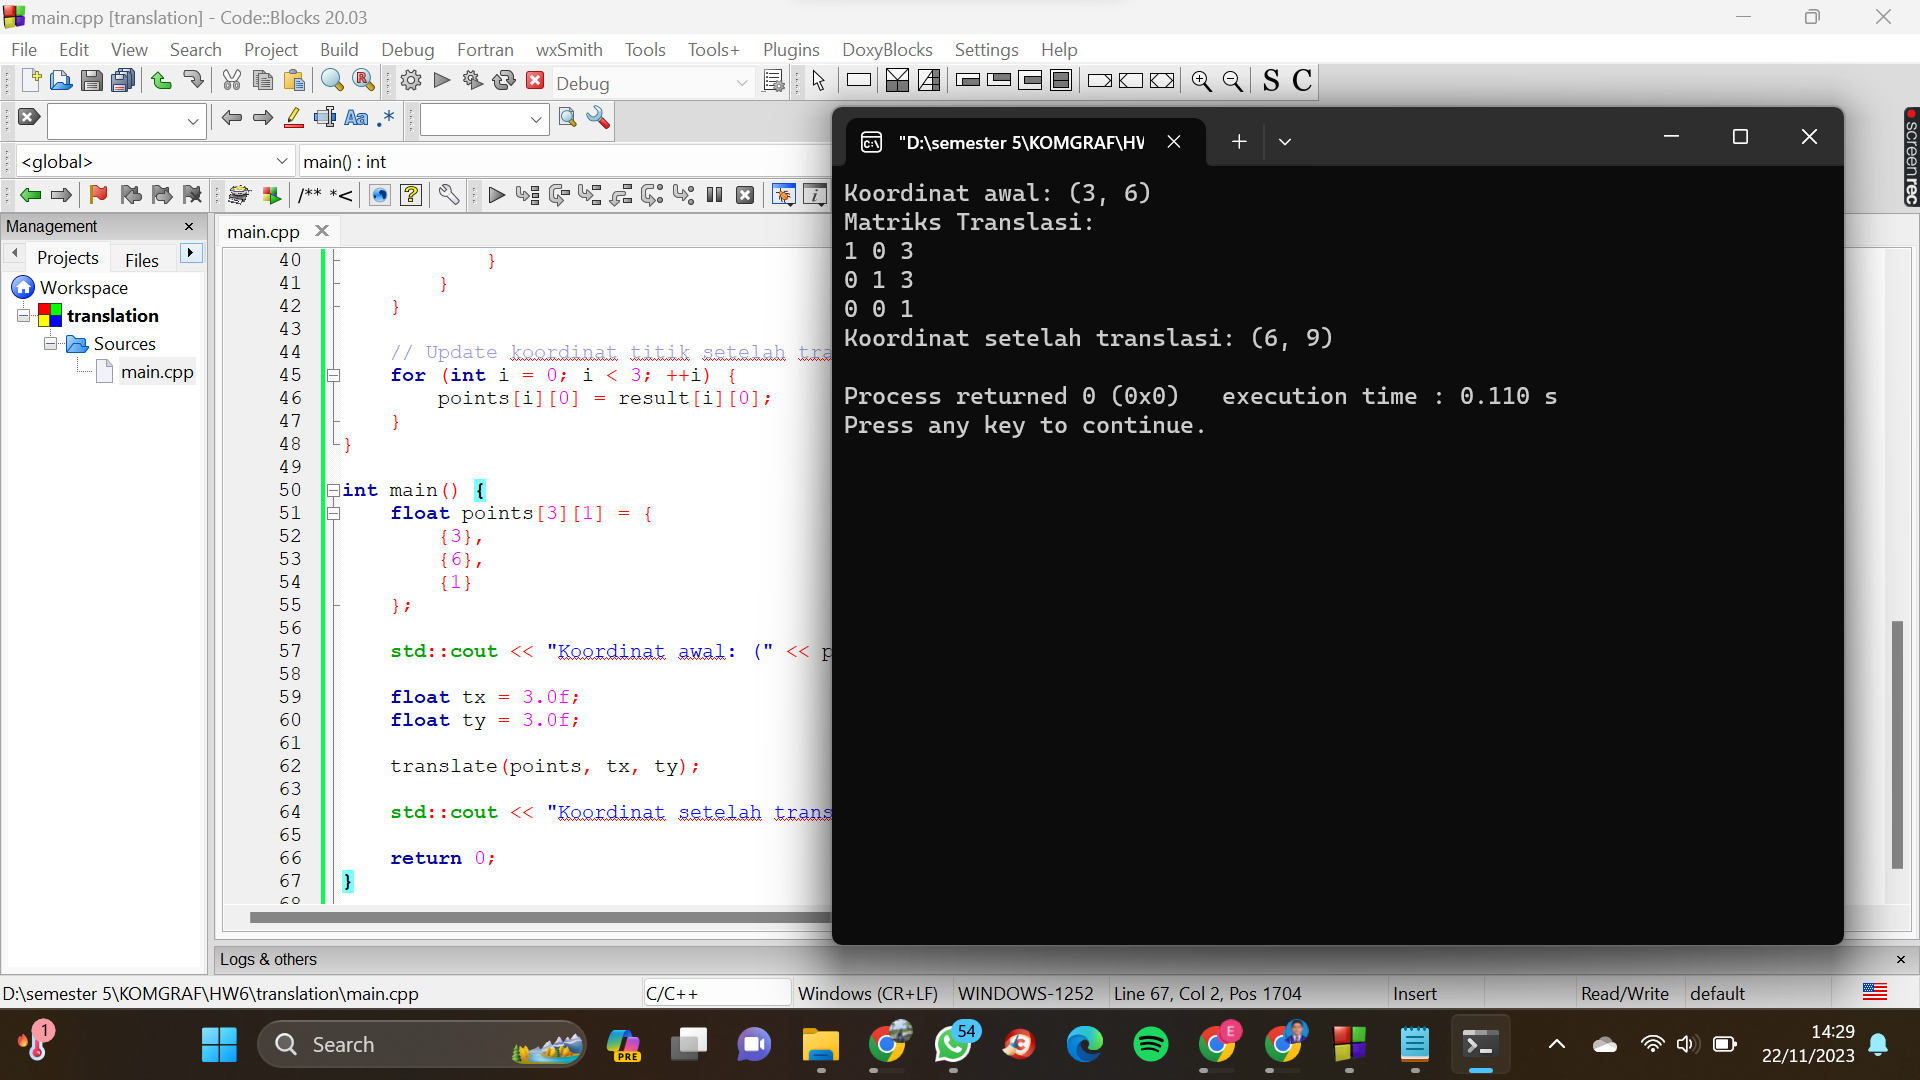 main.cpp [translation] - Code::Blocks 20.03
File Edit View Search Project Build Debug Fortran wxSmith Tools Tools+ Plugins DoxyBlocks Settings Help
Debug
S C
Aa .*
<global> main() : int
/** *<
Management
Projects Files
Workspace
translation
Sources
main.cpp
main.cpp
40 }
41 }
42 }
43
44 // Update koordinat titik setelah tra
45 for (int i = 0; i < 3; ++i) {
46 points[i][0] = result[i][0];
47 }
48 }
49
50 int main() {
51 float points[3][1] = {
52 {3},
53 {6},
54 {1}
55 };
56
57 std::cout << "Koordinat awal: (" << p
58
59 float tx = 3.0f;
60 float ty = 3.0f;
61
62 translate(points, tx, ty);
63
64 std::cout << "Koordinat setelah trans
65
66 return 0;
67 }
68
"D:\semester 5\KOMGRAF\HW
Koordinat awal: (3, 6)
Matriks Translasi:
1 0 3
0 1 3
0 0 1
Koordinat setelah translasi: (6, 9)
Process returned 0 (0x0) execution time : 0.110 s
Press any key to continue.
screenrec
Logs & others
D:\semester 5\KOMGRAF\HW6\translation\main.cpp C/C++ Windows (CR+LF) WINDOWS-1252 Line 67, Col 2, Pos 1704 Insert Read/Write default
1
Search
PRE
54
E
14:29
22/11/2023